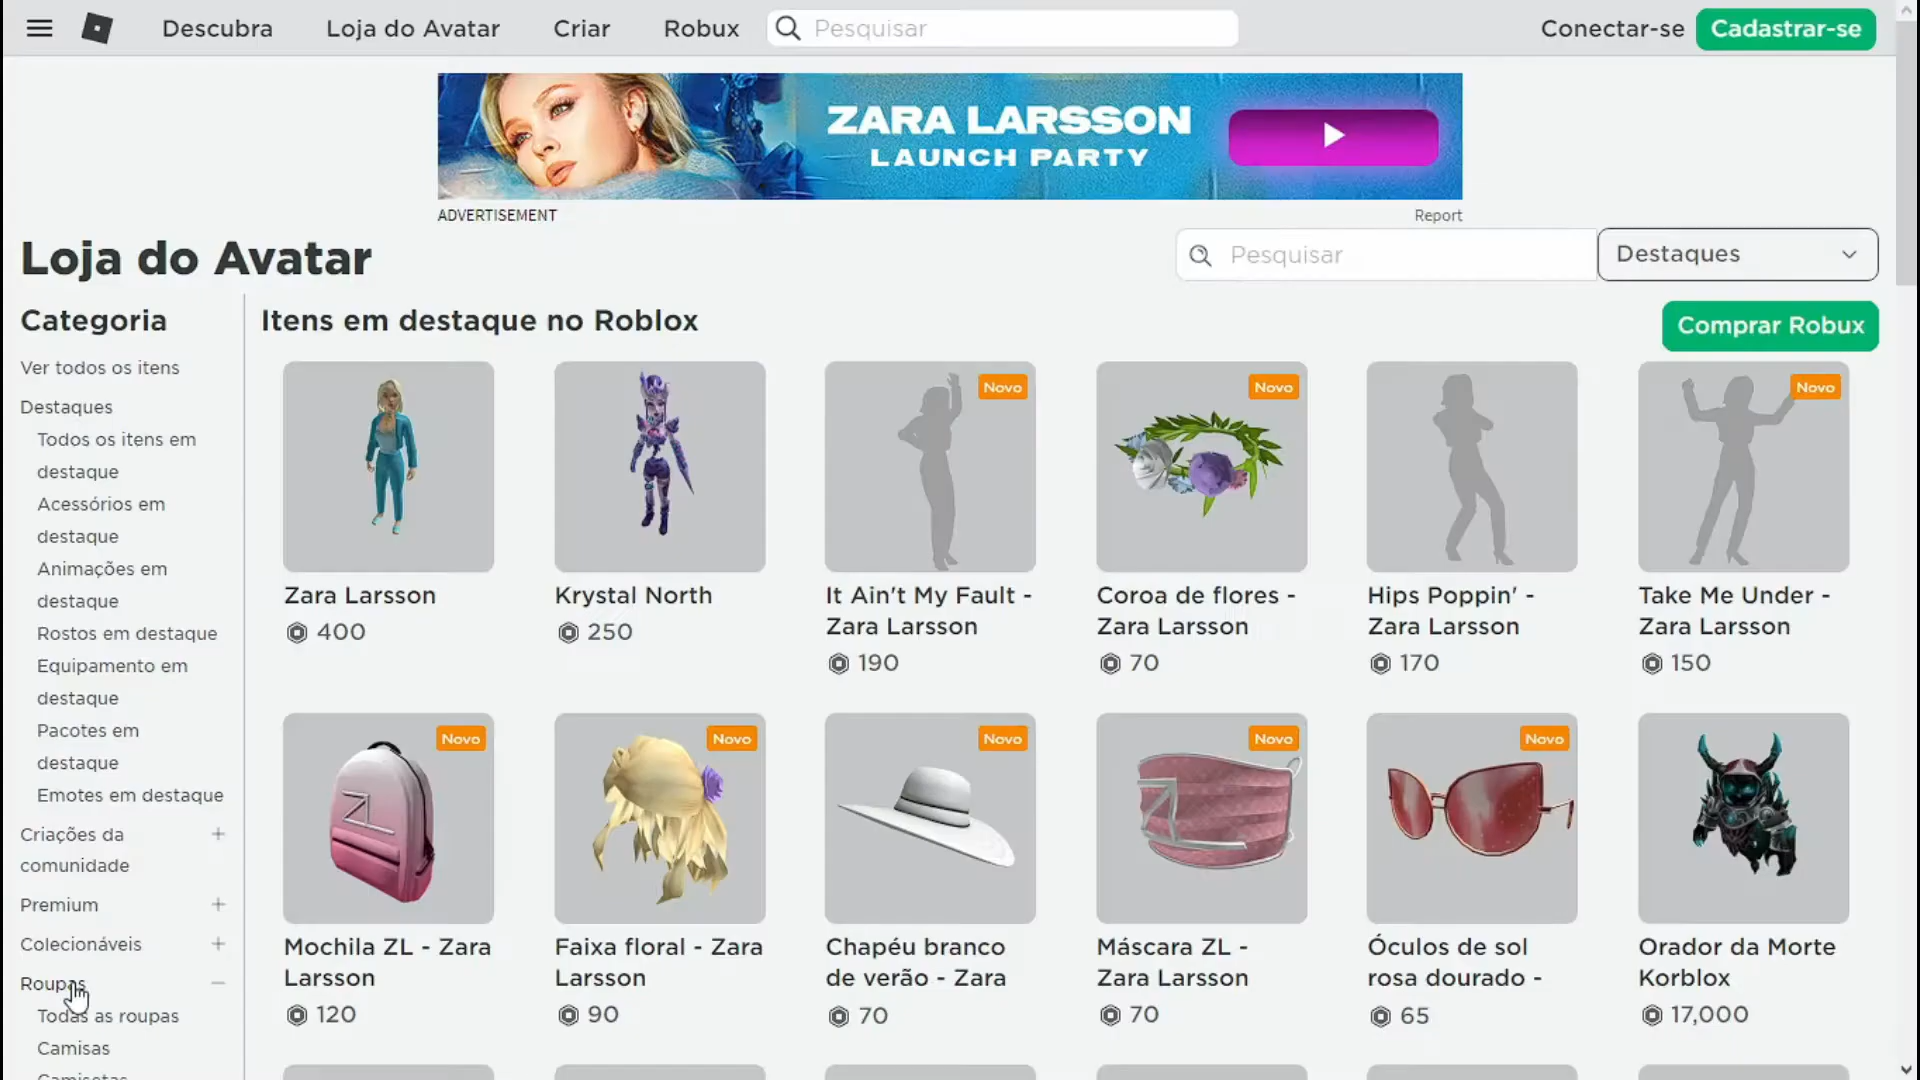 Descubra
Loja do Avatar
Criar
Robux
Pesquisar
Conectar-se
Cadastrar-se
ZARA LARSSON
LAUNCH PARTY
ADVERTISEMENT
Report
Loja do Avatar
Pesquisar
Destaques
Categoria
Ver todos os itens
Destaques
Todos os itens em
destaque
Acessórios em
destaque
Animações em
destaque
Rostos em destaque
Equipamento em
destaque
Pacotes em
destaque
Emotes em destaque
Criações da
comunidade
Premium
Colecionáveis
Roupas
Todas as roupas
Camisas
Camisetas
Itens em destaque no Roblox
Comprar Robux
Zara Larsson
400
Krystal North
250
Novo
It Ain't My Fault -
Zara Larsson
190
Novo
Coroa de flores -
Zara Larsson
70
Hips Poppin' -
Zara Larsson
170
Novo
Take Me Under -
Zara Larsson
150
Novo
ZL
Mochila ZL - Zara
Larsson
120
Novo
Faixa floral - Zara
Larsson
90
Novo
Chapéu branco
de verão - Zara
70
Novo
ZL
Máscara ZL -
Zara Larsson
70
Novo
Óculos de sol
rosa dourado -
65
Orador da Morte
Korblox
17,000